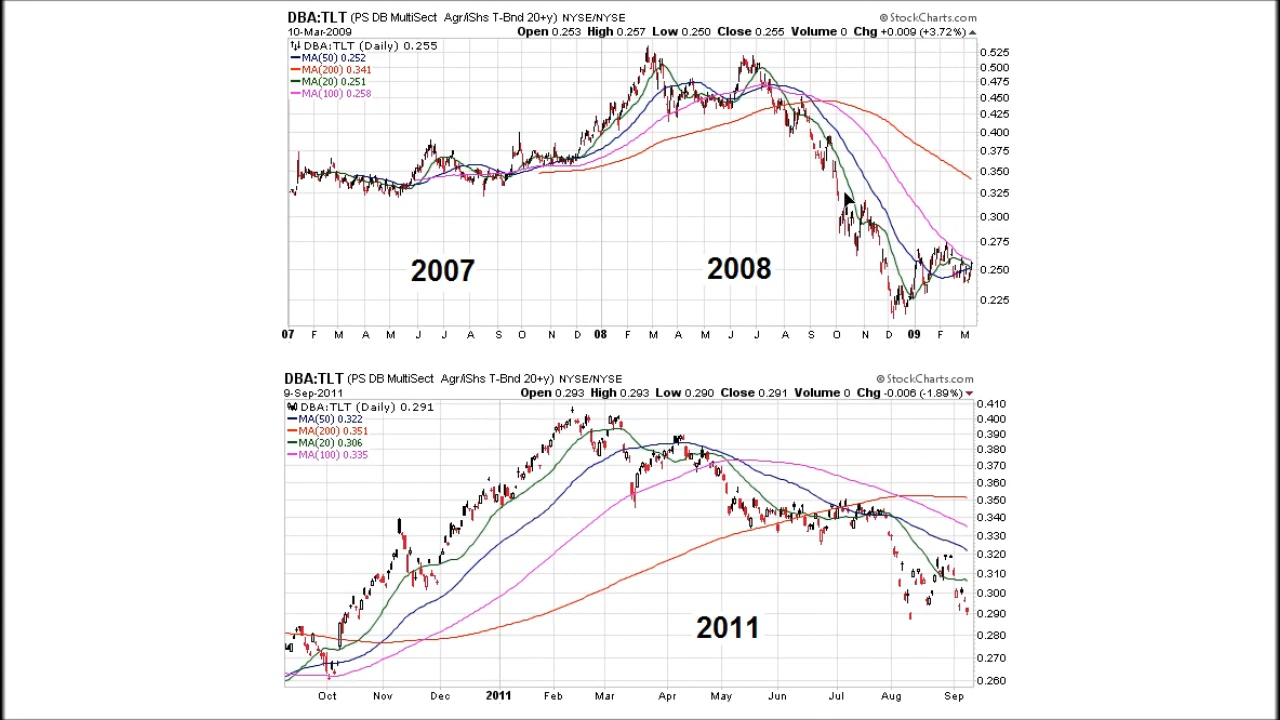 DBA:TLT (PS DB MultiSect Agr/iShs T-Bnd 20+y) NYSE/NYSE ® StockCharts.com
10-Mar-2009 Open 0.253 High 0.257 Low 0.250 Close 0.255 Volume 0 Chg +0.009 (+3.72%)
DBA:TLT (Daily) 0.255
MA(50) 0.252
MA(200) 0.341
MA(20) 0.251
MA(100) 0.258
0.525
0.500
0.475
0.450
0.425
0.400
0.375
0.350
0.325
0.300
0.275
0.250
0.225
2007 2008
07 F M A M J J A S O N D 08 F M A M J J A S O N D 09 F M
DBA:TLT (PS DB MultiSect Agr/iShs T-Bnd 20+y) NYSE/NYSE ® StockCharts.com
9-Sep-2011 Open 0.293 High 0.293 Low 0.290 Close 0.291 Volume 0 Chg -0.006 (-1.89%)
DBA:TLT (Daily) 0.291
MA(50) 0.322
MA(200) 0.351
MA(20) 0.306
MA(100) 0.335
0.410
0.400
0.390
0.380
0.370
0.360
0.350
0.340
0.330
0.320
0.310
0.300
0.290
0.280
0.270
0.260
2011
Oct Nov Dec 2011 Feb Mar Apr May Jun Jul Aug Sep